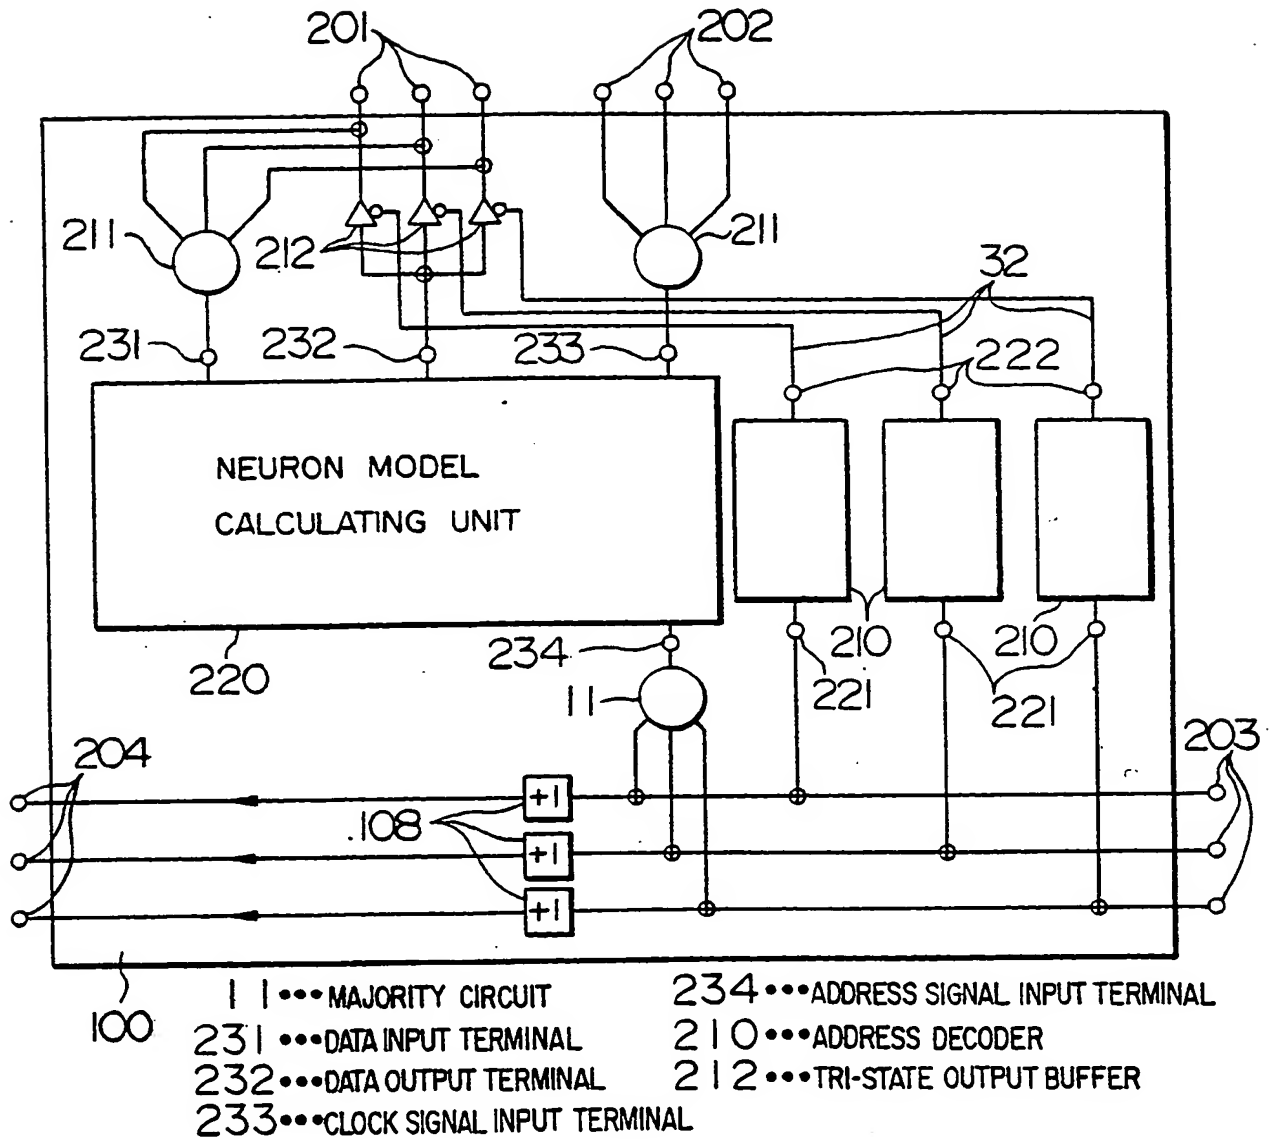 201 202
211 212 211
32
231 232 233
222
NEURON MODEL
CALCULATING UNIT
234 210 210
220 11 221 221
204 203
+1
108 +1
+1
100
11•••MAJORITY CIRCUIT
231•••DATA INPUT TERMINAL
232•••DATA OUTPUT TERMINAL
233•••CLOCK SIGNAL INPUT TERMINAL
234•••ADDRESS SIGNAL INPUT TERMINAL
210•••ADDRESS DECODER
212•••TRI-STATE OUTPUT BUFFER